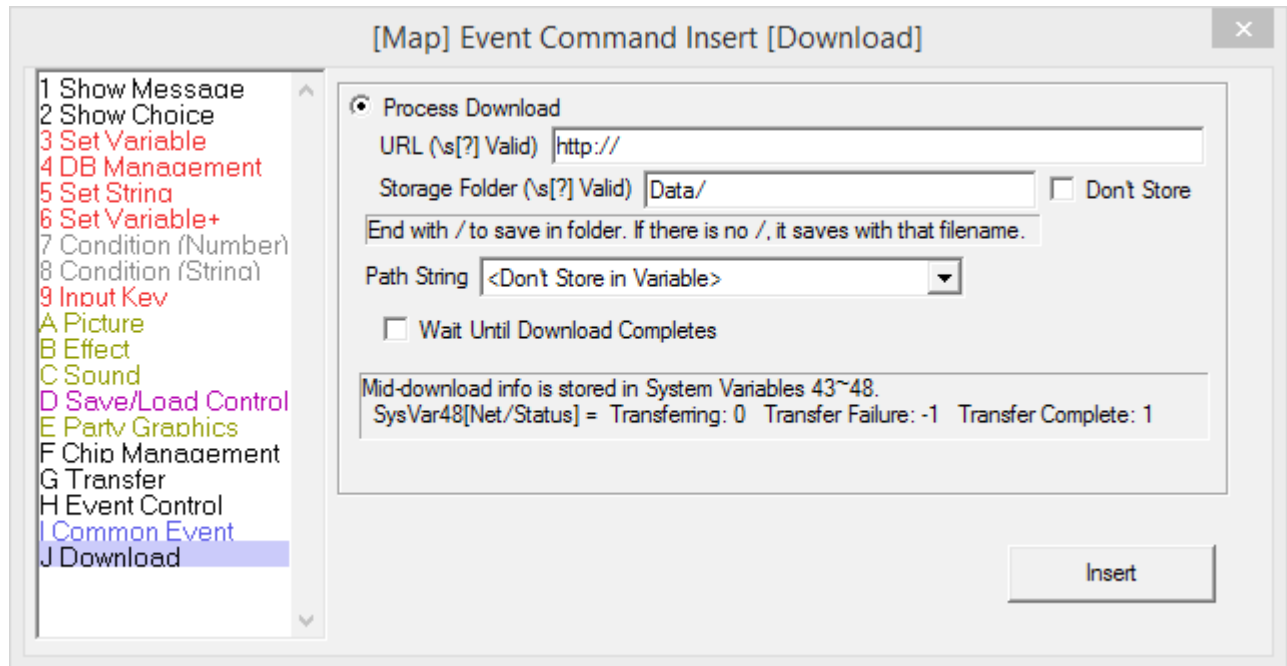 [Map] Event Command Insert [Download]
1 Show Message
2 Show Choice
3 Set Variable
4 DB Management
5 Set String
6 Set Variable+
7 Condition (Number)
8 Condition (String)
9 Input Key
A Picture
B Effect
C Sound
D Save/Load Control
E Party Graphics
F Chip Management
G Transfer
H Event Control
I Common Event
J Download
Process Download
URL (\s[?] Valid) http://
Storage Folder (\s[?] Valid) Data/ Don't Store
End with / to save in folder. If there is no /, it saves with that filename.
Path String <Don't Store in Variable>
Wait Until Download Completes
Mid-download info is stored in System Variables 43~48.
SysVar48[Net/Status] = Transferring: 0 Transfer Failure: -1 Transfer Complete: 1
Insert